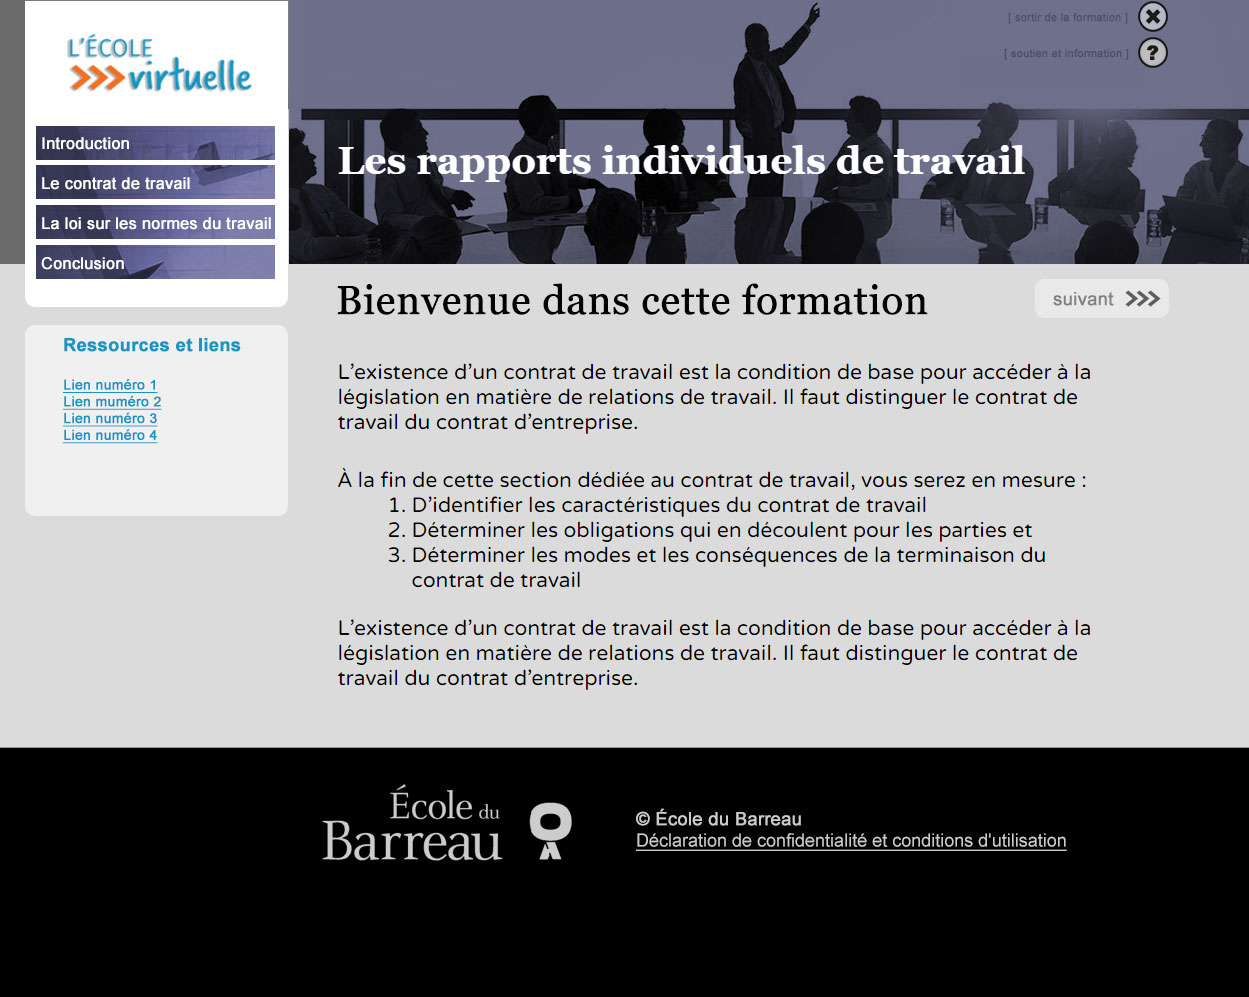 L'ÉCOLE
virtuelle
Introduction
Le contrat de travail
La loi sur les normes du travail
Conclusion
Ressources et liens
Lien numéro 1
Lien muméro 2
Lien numéro 3
Lien numéro 4
[ sortir de la formation ]
[ soutien et information ]
?
Les rapports individuels de travail
Bienvenue dans cette formation
suivant
L'existence d'un contrat de travail est la condition de base pour accéder à la
législation en matière de relations de travail. Il faut distinguer le contrat de
travail du contrat d'entreprise.
À la fin de cette section dédiée au contrat de travail, vous serez en mesure :
1. D'identifier les caractéristiques du contrat de travail
2. Déterminer les obligations qui en découlent pour les parties et
3. Déterminer les modes et les conséquences de la terminaison du
contrat de travail
L'existence d'un contrat de travail est la condition de base pour accéder à la
législation en matière de relations de travail. Il faut distinguer le contrat de
travail du contrat d'entreprise.
École du
Barreau
© École du Barreau
Déclaration de confidentialité et conditions d'utilisation